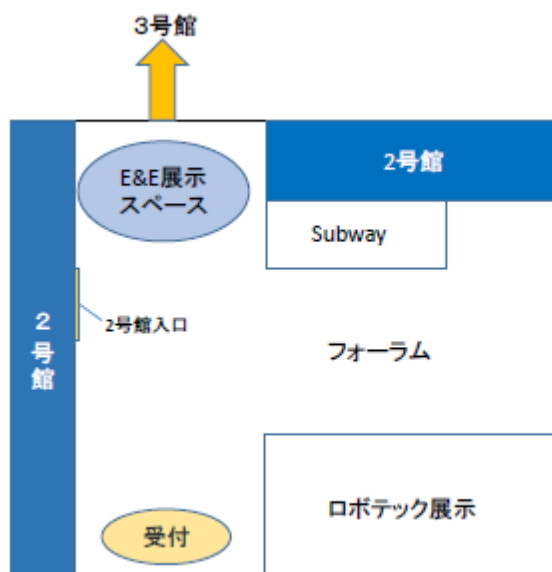 ３号館
E&E展示
スペース
2号館
Subway
2号館入口
２号館
フォーラム
ロボテック展示
受付